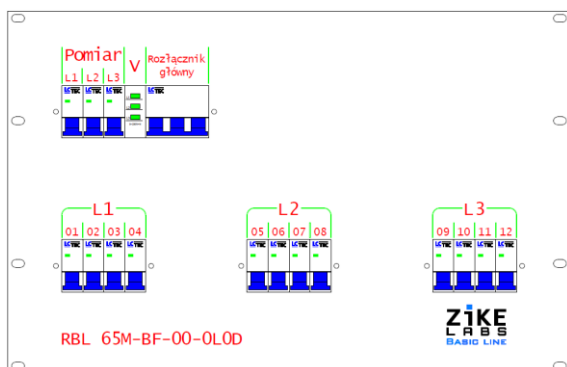 Pomiar
V
Rozłącznik
główny
L1 L2 L3
L1
01 02 03 04
L2
05 06 07 08
L3
09 10 11 12
RBL 65M-BF-00-0L0D
ZiKE
LABS
BASIC LINE